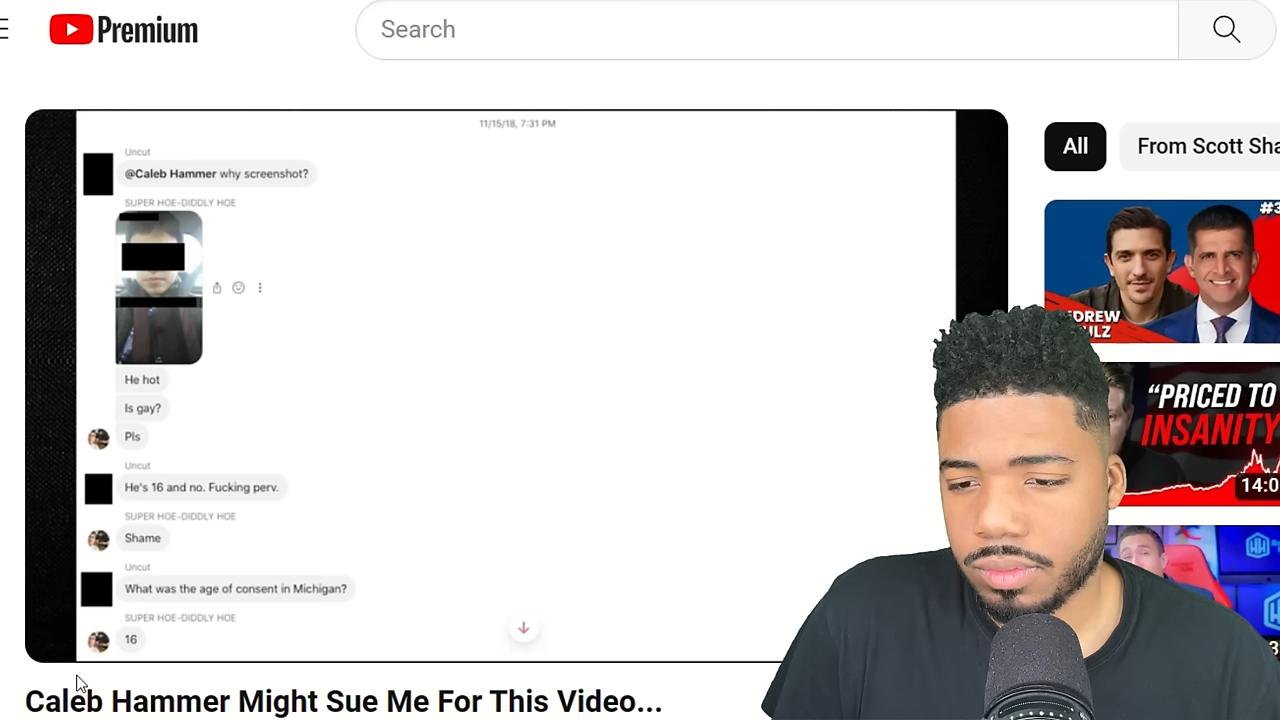 Premium
Search
11/15/18, 7:31 PM
Uncut
@Caleb Hammer why screenshot?
SUPER HOE-DIDDLY HOE
He hot
Is gay?
Pls
Uncut
He's 16 and no. Fucking perv.
SUPER HOE-DIDDLY HOE
Shame
Uncut
What was the age of consent in Michigan?
SUPER HOE-DIDDLY HOE
16
Caleb Hammer Might Sue Me For This Video...
All
From Scott Sha
"PRICED TO
INSANITY
14:0